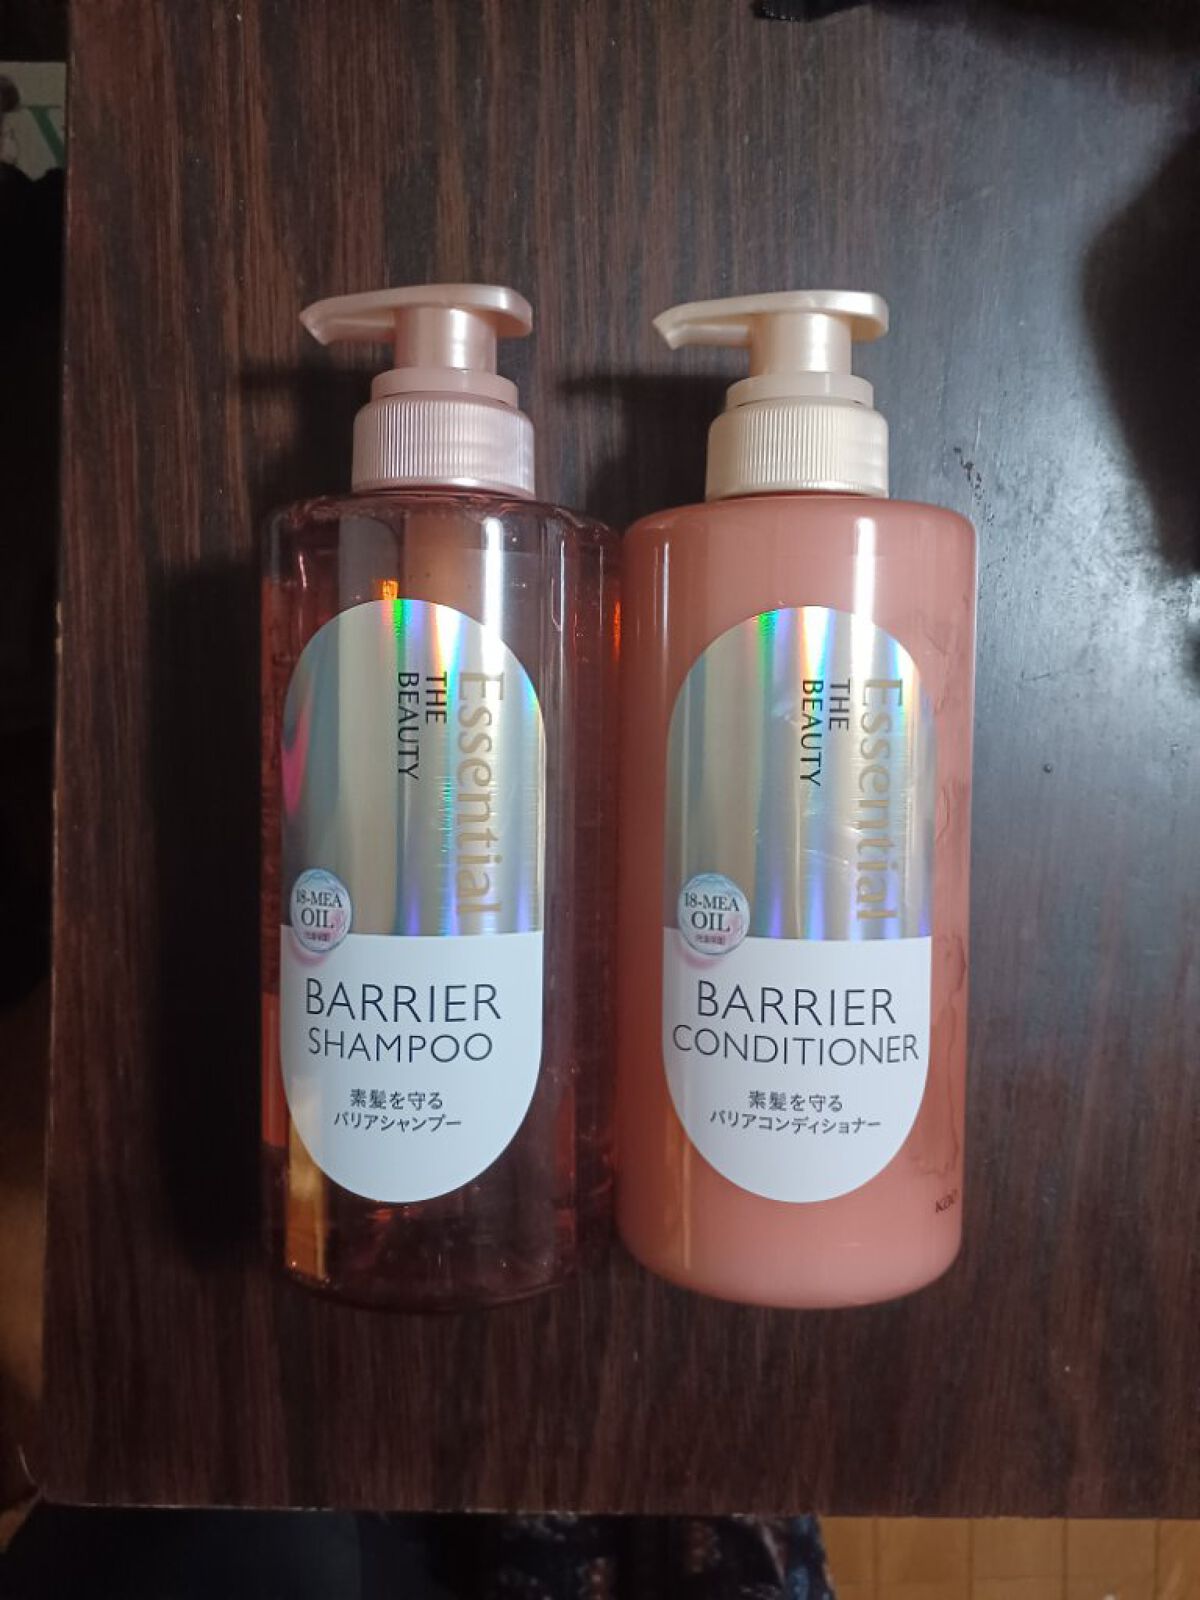 Essential
THE
BEAUTY
18-MEA
OIL
BARRIER
SHAMPOO
素髪を守る
バリアシャンプー
Essential
THE
BEAUTY
18-MEA
OIL
BARRIER
CONDITIONER
素髪を守る
バリアコンディショナー